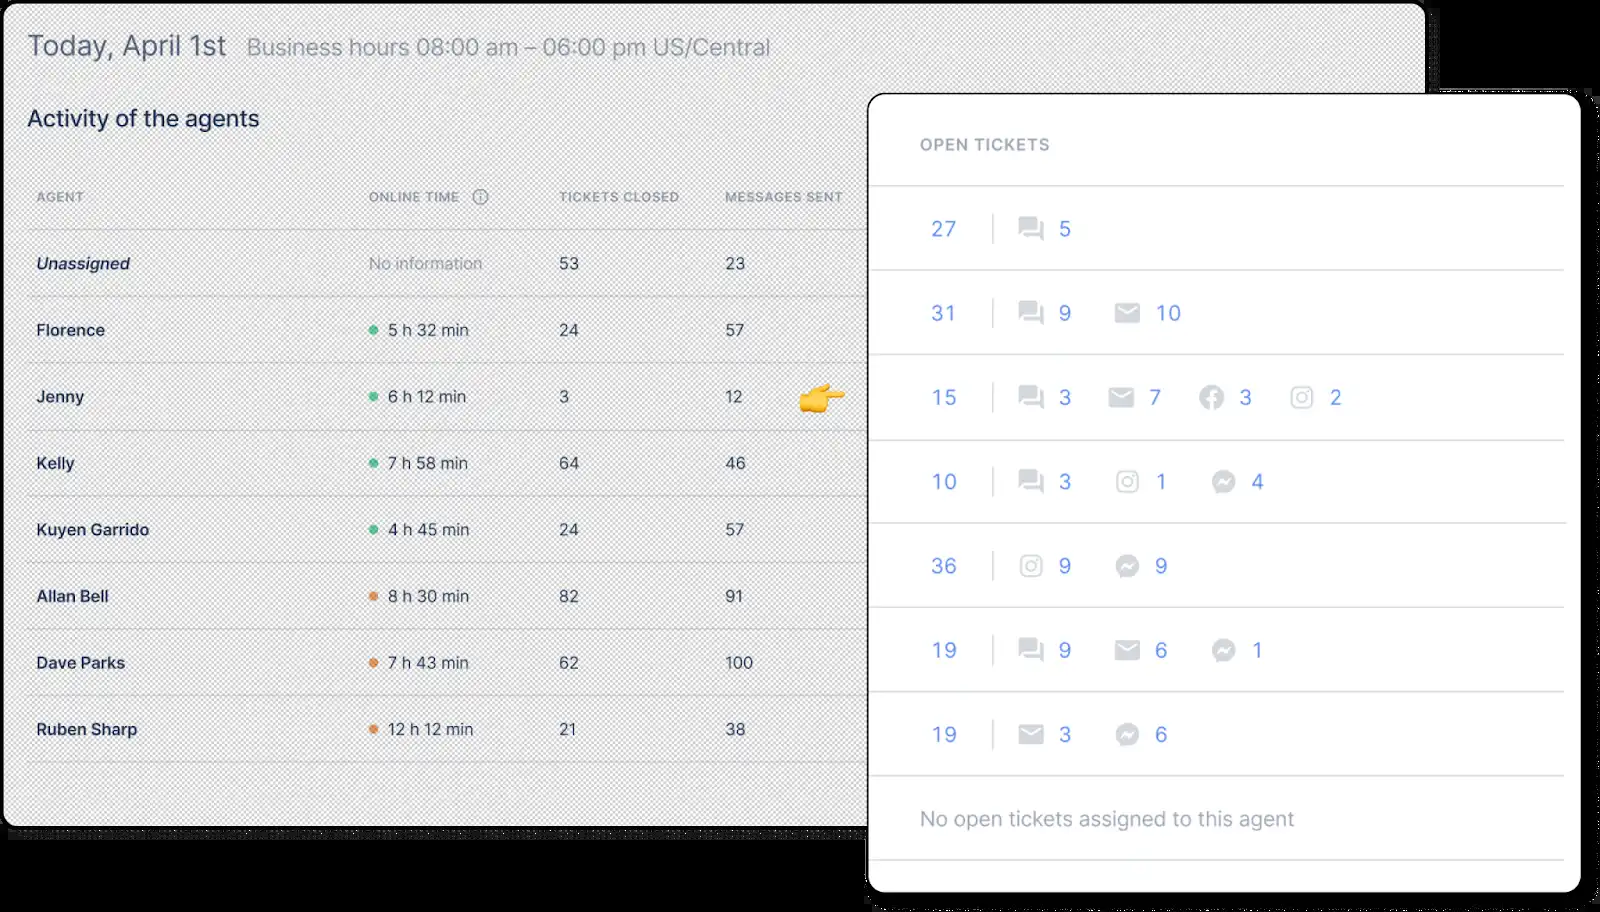 Today, April 1st Business hours 08:00 am – 06:00 pm US/Central
Activity of the agents
AGENT ONLINE TIME TICKETS CLOSED MESSAGES SENT
Unassigned No information 53 23
Florence 5 h 32 min 24 57
Jenny 6 h 12 min 3 12
Kelly 7 h 58 min 64 46
Kuyen Garrido 4 h 45 min 24 57
Allan Bell 8 h 30 min 82 91
Dave Parks 7 h 43 min 62 100
Ruben Sharp 12 h 12 min 21 38
OPEN TICKETS
27 5
31 9 10
15 3 7 3 2
10 3 1 4
36 9 9
19 9 6 1
19 3 6
No open tickets assigned to this agent